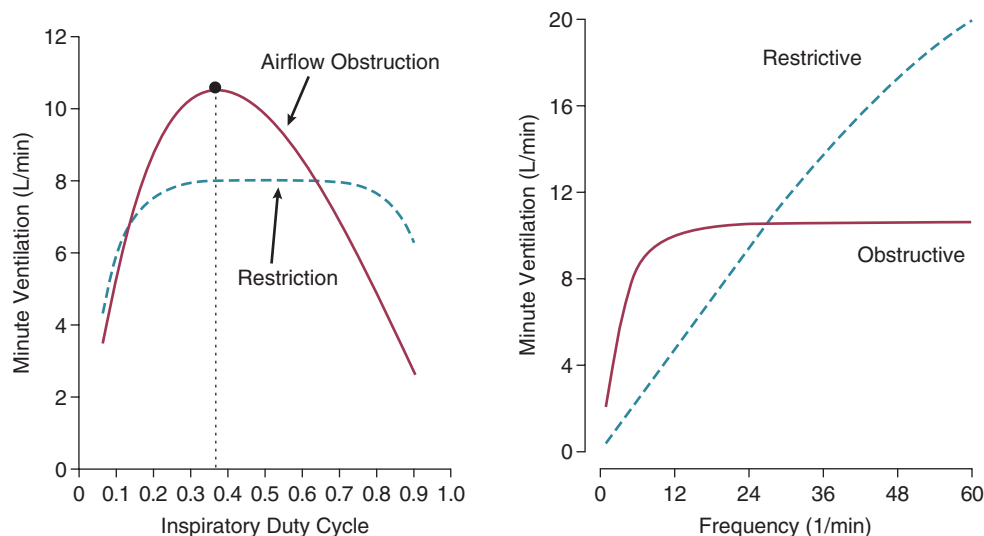 12
10
8
6
4
2
0
Minute Ventilation (L/min)
Airflow Obstruction
Restriction
0 0.1 0.2 0.3 0.4 0.5 0.6 0.7 0.8 0.9 1.0
Inspiratory Duty Cycle
20
16
12
8
4
0
Minute Ventilation (L/min)
Restrictive
Obstructive
0 12 24 36 48 60
Frequency (1/min)